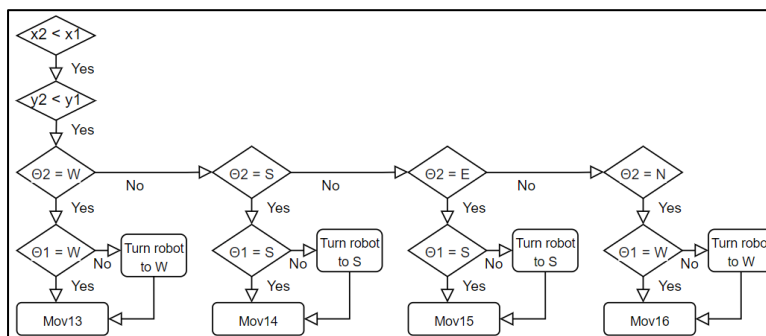 x2 < x1
Yes
y2 < y1
Yes
Θ2 = W
No
Θ2 = S
No
Θ2 = E
No
Θ2 = N
Yes
Yes
Yes
Yes
Θ1 = W
No
Turn robot
to W
Θ1 = S
No
Turn robot
to S
Θ1 = S
No
Turn robot
to S
Θ1 = W
No
Turn robot
to W
Yes
Yes
Yes
Yes
Mov13
Mov14
Mov15
Mov16